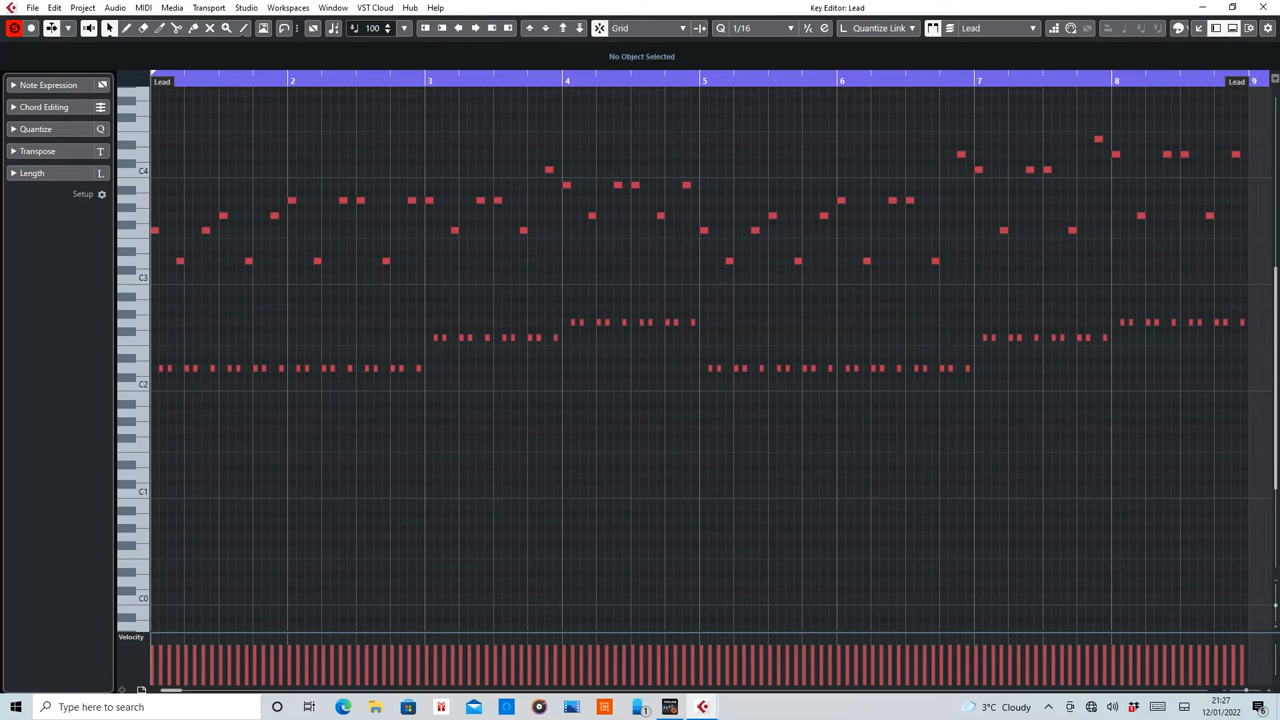 File Edit Project Audio MIDI Media Transport Studio Workspaces Window VST Cloud Hub Help
Key Editor: Lead
S 100 Grid Q 1/16 Quantize Link Lead
No Object Selected
Note Expression
Chord Editing
Quantize Q
Transpose T
Length L
Setup
Lead 2 3 4 5 6 7 8 Lead 9
C4
C3
C2
C1
C0
Velocity
Type here to search
1
3°C Cloudy
21:27
12/01/2022
6